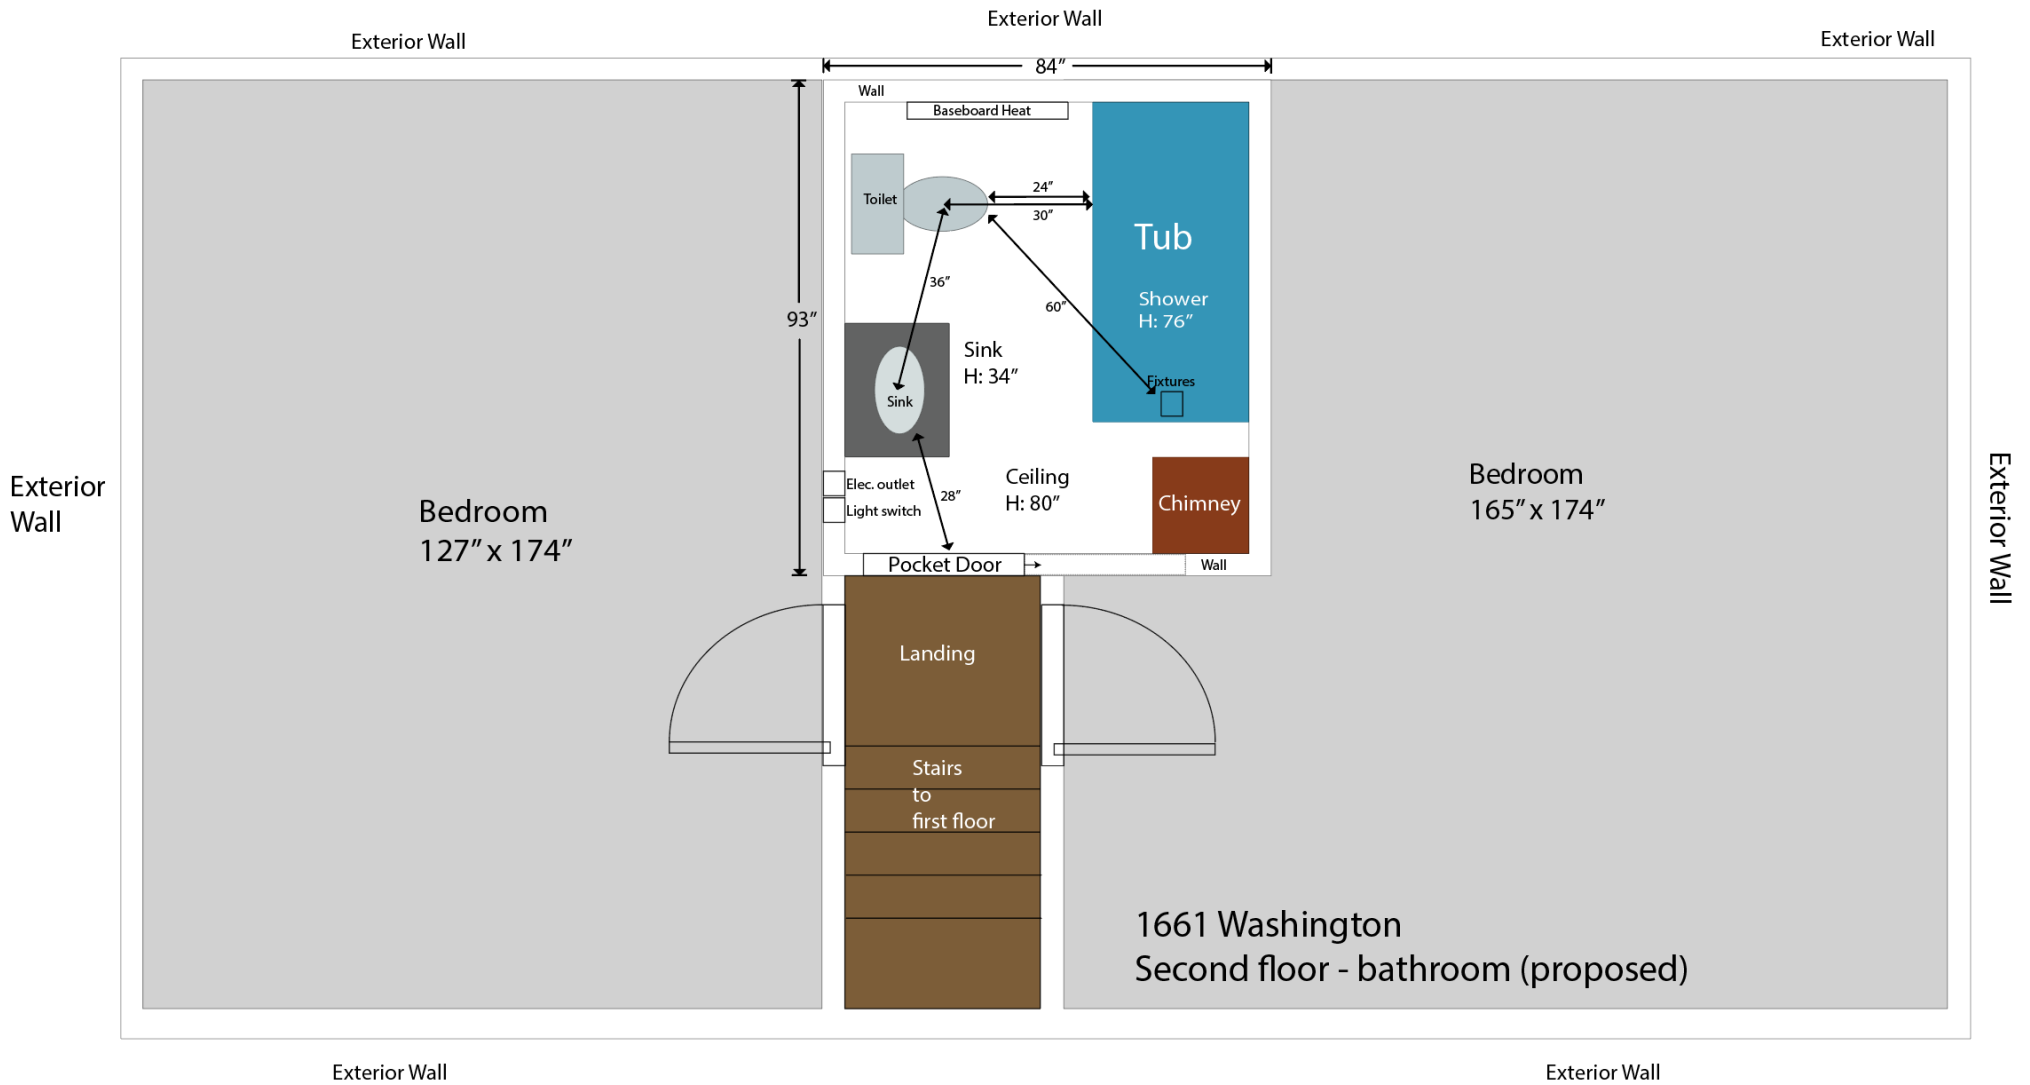 Exterior Wall
Exterior Wall
Exterior Wall
84”
Wall
Baseboard Heat
Toilet
24”
30”
Tub
36”
60”
Shower
H: 76”
93”
Sink
H: 34”
Fixtures
Sink
Exterior
Wall
Bedroom
127” x 174”
Elec. outlet
Light switch
28”
Ceiling
H: 80”
Chimney
Bedroom
165” x 174”
Exterior Wall
Pocket Door
Wall
Landing
Stairs
to
first floor
1661 Washington
Second floor - bathroom (proposed)
Exterior Wall
Exterior Wall